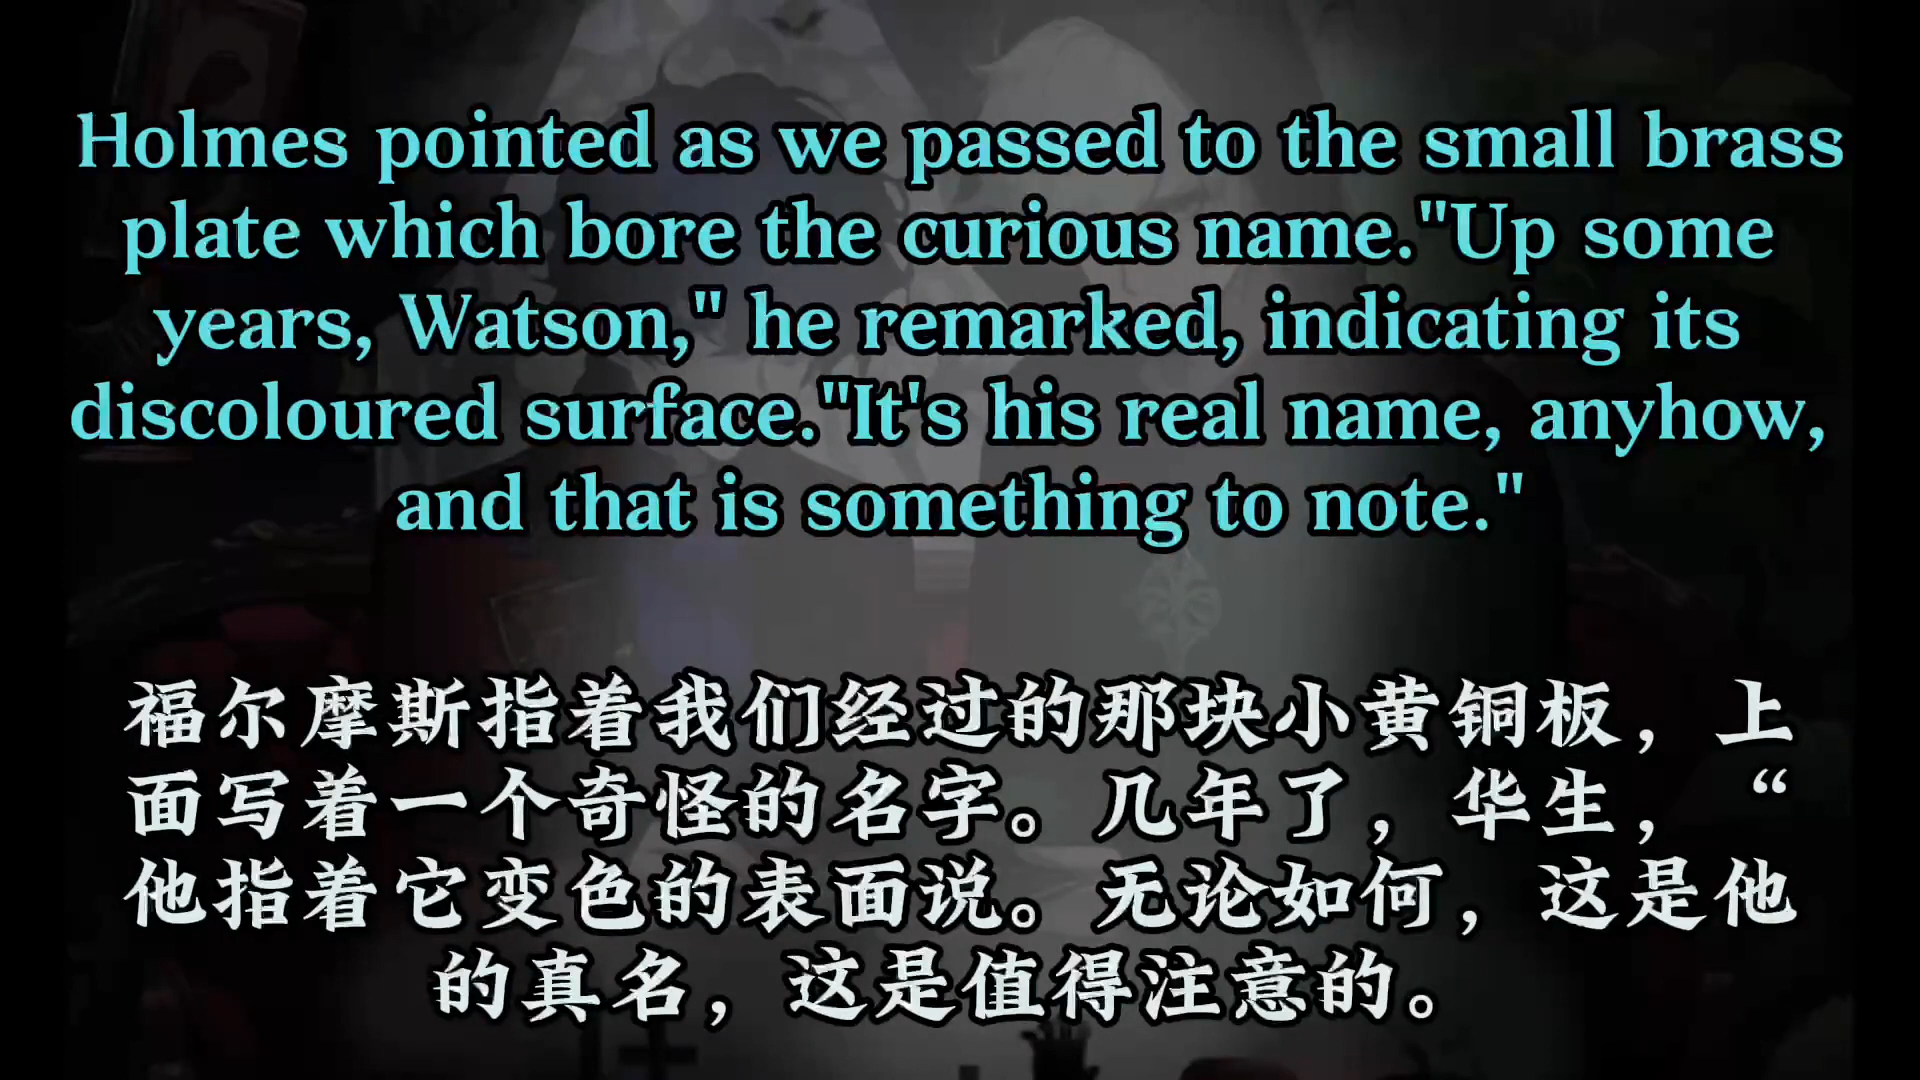 Holmes pointed as we passed to the small brass
plate which bore the curious name."Up some
years, Watson," he remarked, indicating its
discoloured surface."It's his real name, anyhow,
and that is something to note."
福尔摩斯指着我们经过的那块小黄铜板，上
面写着一个奇怪的名字。几年了，华生，“
他指着它变色的表面说。无论如何，这是他
的真名，这是值得注意的。